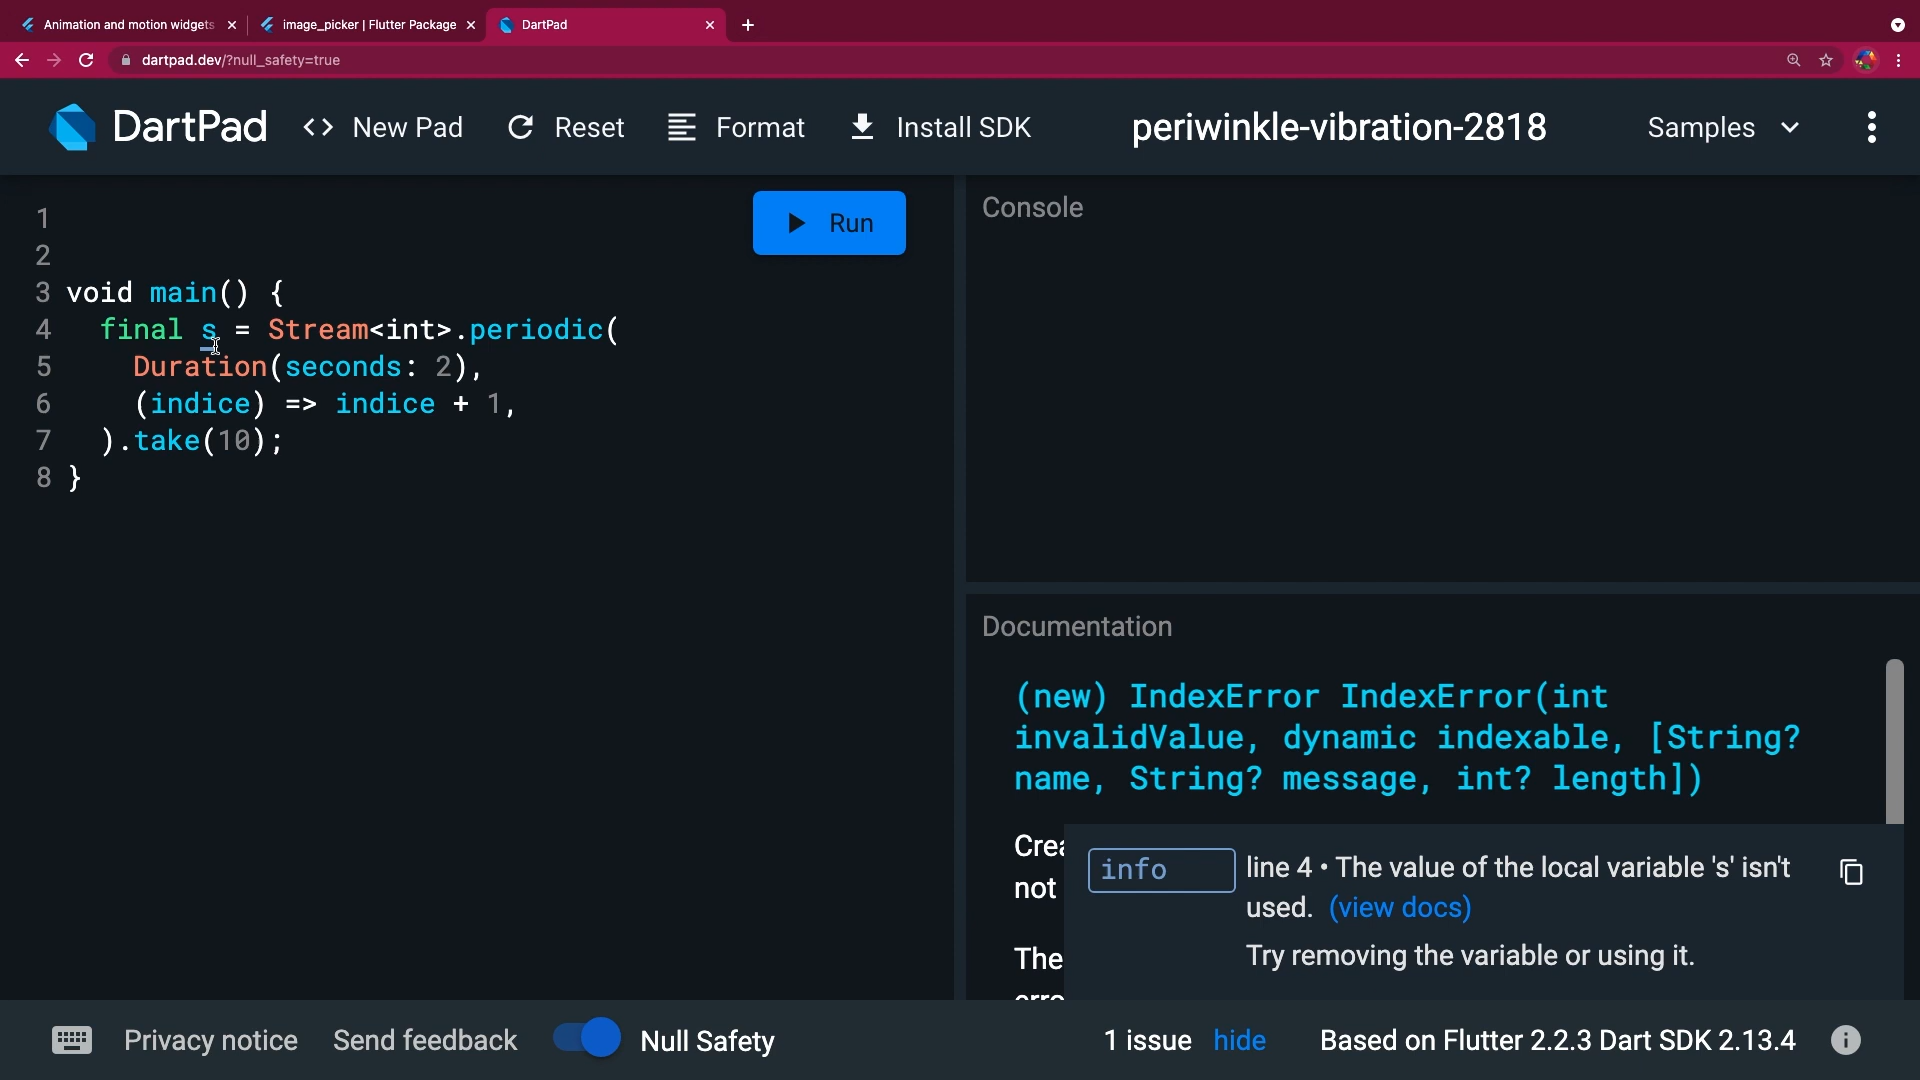 Animation and motion widgets
image_picker | Flutter Package
DartPad
dartpad.dev/?null_safety=true
DartPad
<> New Pad
Reset
Format
Install SDK
periwinkle-vibration-2818
Samples
Run
1
2
3 void main() {
4 final s = Stream<int>.periodic(
5 Duration(seconds: 2),
6 (indice) => indice + 1,
7 ).take(10);
8 }
Console
Documentation
(new) IndexError IndexError(int
invalidValue, dynamic indexable, [String?
name, String? message, int? length])
Crea
not
The
info
line 4 • The value of the local variable 's' isn't
used. (view docs)
Try removing the variable or using it.
Privacy notice
Send feedback
Null Safety
1 issue hide
Based on Flutter 2.2.3 Dart SDK 2.13.4